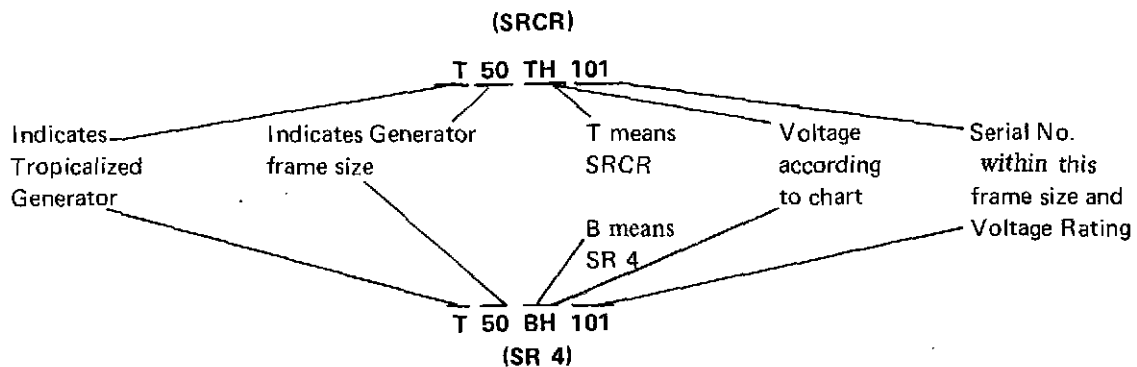 (SRCR)
T 50 TH 101
Indicates
Tropicalized
Generator
Indicates Generator
frame size
T means
SRCR
Voltage
according
to chart
Serial No.
within this
frame size and
Voltage Rating
B means
SR 4
T 50 BH 101
(SR 4)